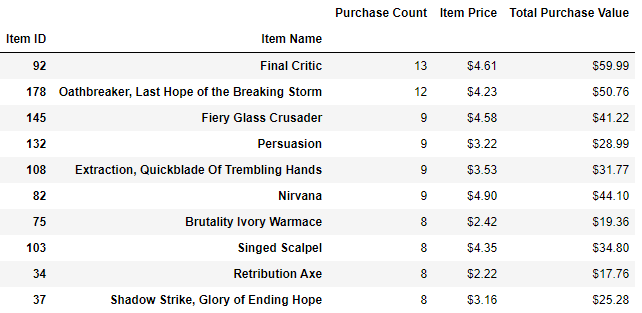 Purchase Count Item Price Total Purchase Value
Item ID Item Name
92 Final Critic 13 $4.61 $59.99
178 Oathbreaker, Last Hope of the Breaking Storm 12 $4.23 $50.76
145 Fiery Glass Crusader 9 $4.58 $41.22
132 Persuasion 9 $3.22 $28.99
108 Extraction, Quickblade Of Trembling Hands 9 $3.53 $31.77
82 Nirvana 9 $4.90 $44.10
75 Brutality Ivory Warmace 8 $2.42 $19.36
103 Singed Scalpel 8 $4.35 $34.80
34 Retribution Axe 8 $2.22 $17.76
37 Shadow Strike, Glory of Ending Hope 8 $3.16 $25.28